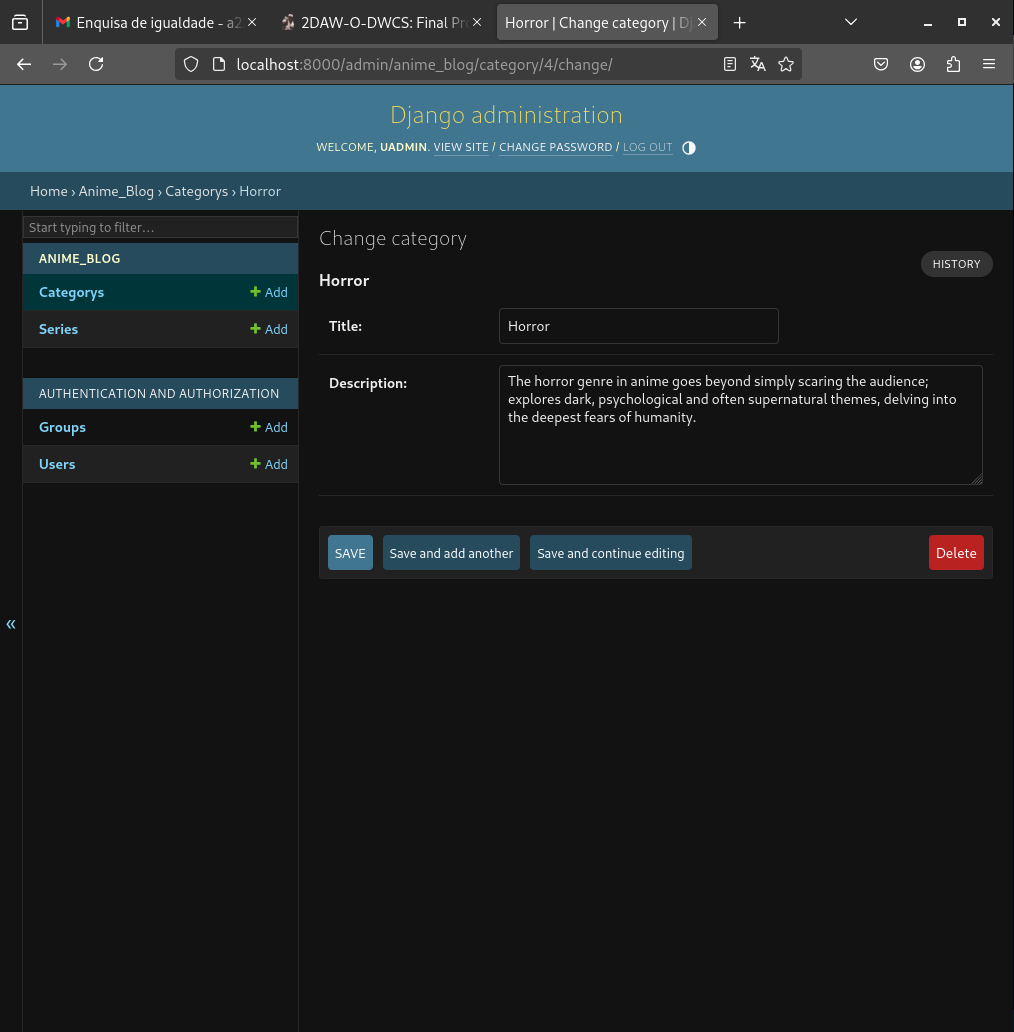 Enquisa de igualdade - a2
2DAW-O-DWCS: Final Pr
Horror | Change category | Dj
localhost:8000/admin/anime_blog/category/4/change/
Django administration
WELCOME, UADMIN. VIEW SITE / CHANGE PASSWORD / LOG OUT
Home › Anime_Blog › Categorys › Horror
Start typing to filter…
ANIME_BLOG
Categorys
Add
Series
Add
AUTHENTICATION AND AUTHORIZATION
Groups
Add
Users
Add
«
Change category
HISTORY
Horror
Title:
Horror
Description:
The horror genre in anime goes beyond simply scaring the audience;
explores dark, psychological and often supernatural themes, delving into
the deepest fears of humanity.
SAVE
Save and add another
Save and continue editing
Delete